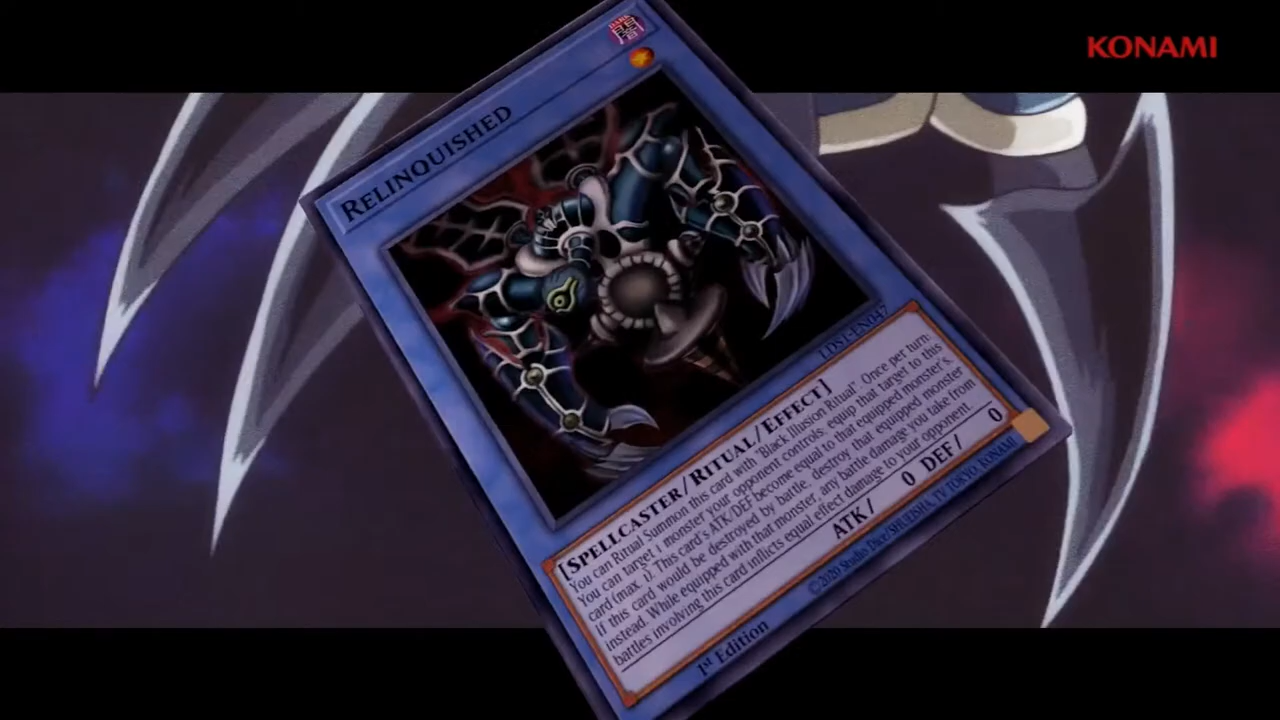 KONAMI
DARK
闇
RELINQUISHED
LDS1-EN047
[SPELLCASTER/RITUAL/EFFECT]
You can Ritual Summon this card with "Black Illusion Ritual". Once per turn:
You can target 1 monster your opponent controls; equip that target to this
card (max. 1). This card's ATK/DEF become equal to that equipped monster's.
If this card would be destroyed by battle, destroy that equipped monster
instead. While equipped with that monster, any battle damage you take from
battles involving this card inflicts equal effect damage to your opponent.
ATK/ 0 DEF/ 0
1st Edition
©2020 Studio Dice/SHUEISHA, TV TOKYO, KONAMI